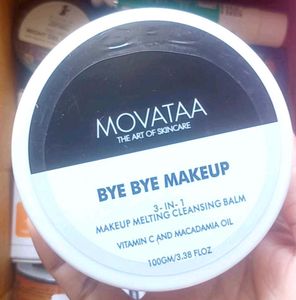 MOVATAA
THE ART OF SKINCARE
BYE BYE MAKEUP
3-IN-1
MAKEUP MELTING CLEANSING BALM
VITAMIN C AND MACADAMIA OIL
100GM/3.38 FLOZ